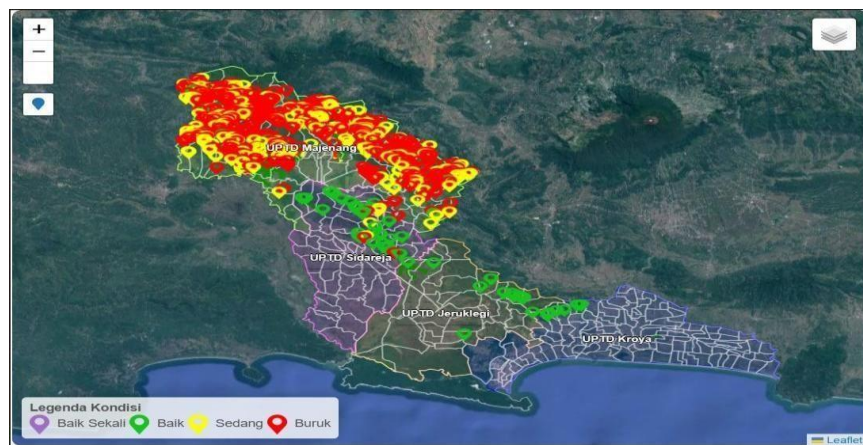 +
−
UPTD Majenang
UPTD Sidareja
UPTD Jeruklegi
UPTD Kroya
Legenda Kondisi
Baik Sekali Baik Sedang Buruk
Leaflet